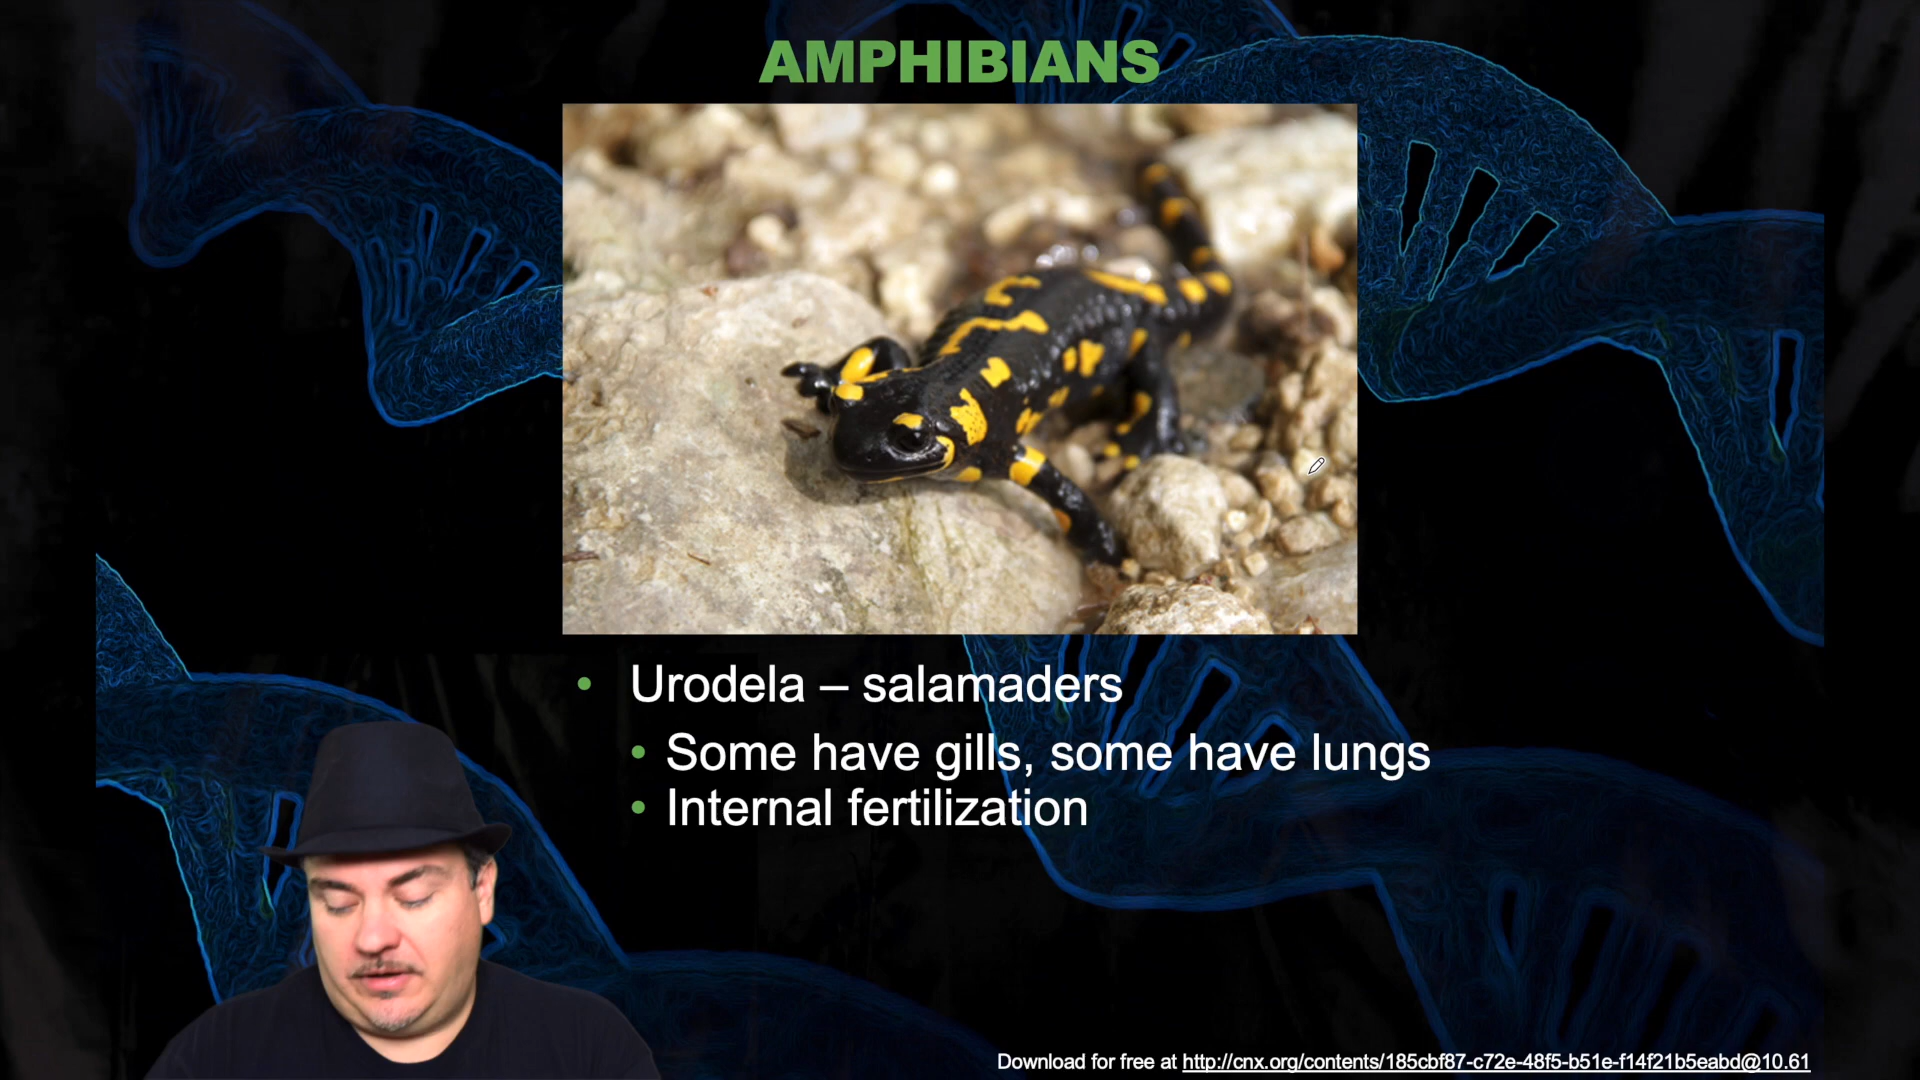 AMPHIBIANS
• Urodela – salamaders
• Some have gills, some have lungs
• Internal fertilization
Download for free at http://cnx.org/contents/185cbf87-c72e-48f5-b51e-f14f21b5eabd@10.61